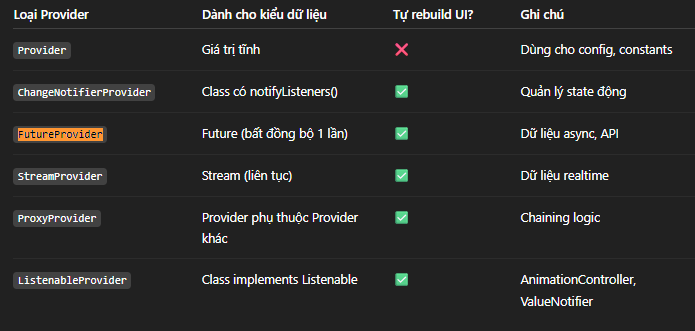 Loại Provider Dành cho kiểu dữ liệu Tự rebuild UI? Ghi chú
Provider Giá trị tĩnh ❌ Dùng cho config, constants
ChangeNotifierProvider Class có notifyListeners() ✅ Quản lý state động
FutureProvider Future (bất đồng bộ 1 lần) ✅ Dữ liệu async, API
StreamProvider Stream (liên tục) ✅ Dữ liệu realtime
ProxyProvider Provider phụ thuộc Provider ✅ Chaining logic
khác
ListenableProvider Class implements Listenable ✅ AnimationController,
ValueNotifier